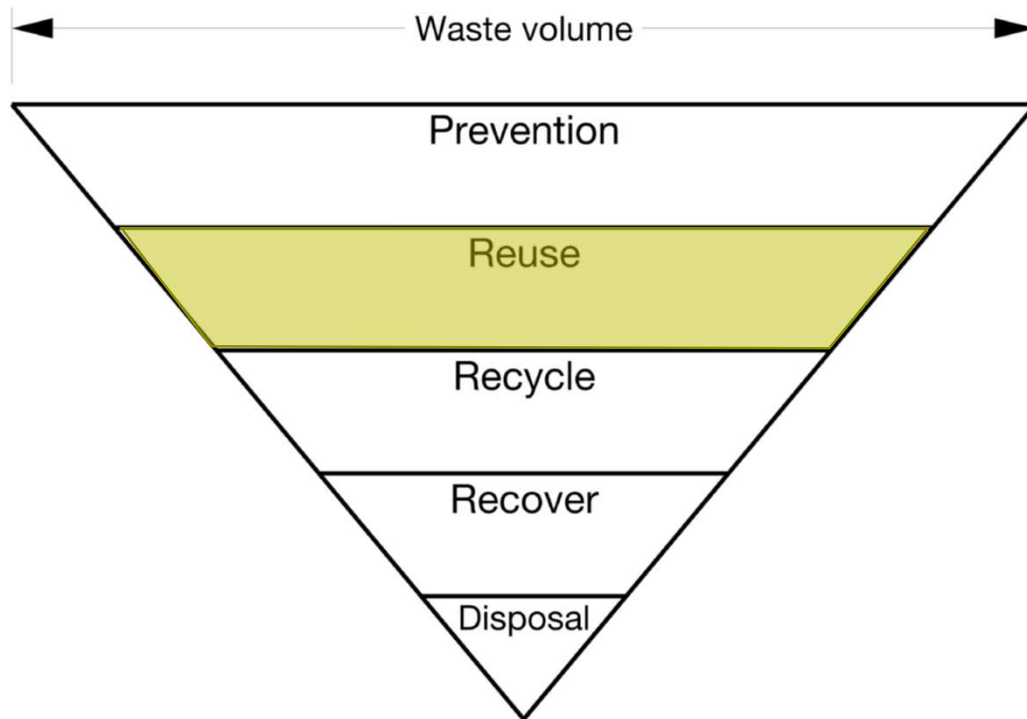 Waste volume
Prevention
Reuse
Recycle
Recover
Disposal